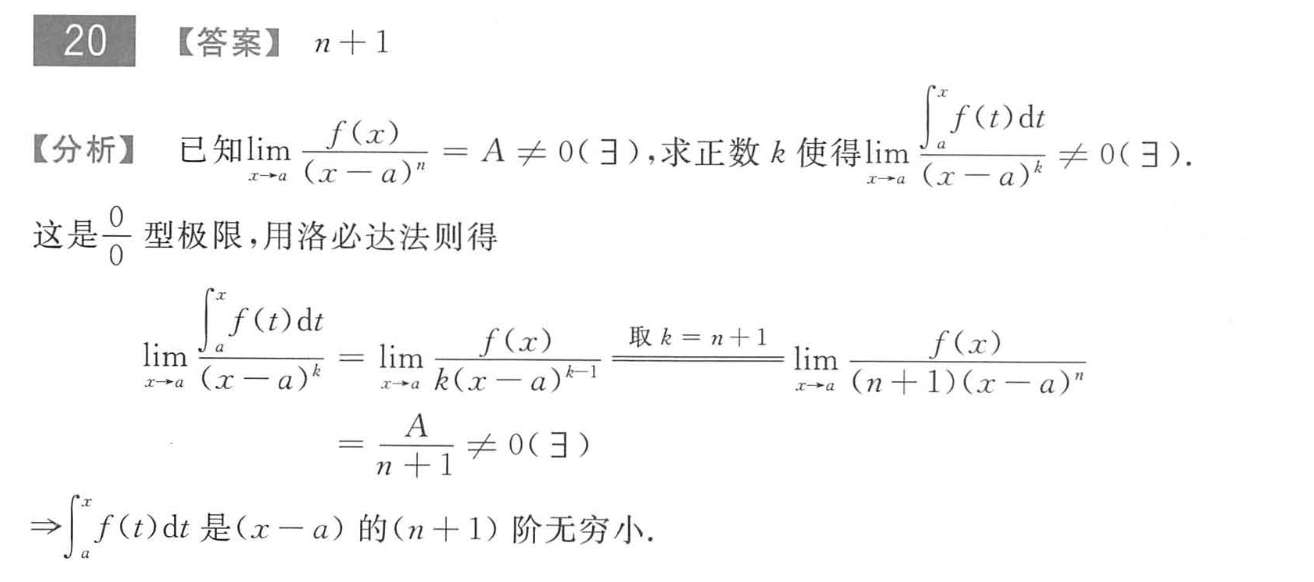 20 【答案】 n+1
【分析】 已知$\lim\limits_{x\to a}\frac{f(x)}{(x-a)^n}=A\neq 0(\exists)$,求正数 k 使得$\lim\limits_{x\to a}\frac{\int_a^x f(t)\mathrm{d}t}{(x-a)^k}\neq 0(\exists)$.
这是$\frac{0}{0}$型极限,用洛必达法则得
$\lim\limits_{x\to a}\frac{\int_a^x f(t)\mathrm{d}t}{(x-a)^k}=\lim\limits_{x\to a}\frac{f(x)}{k(x-a)^{k-1}}\xlongequal{取 k=n+1}\lim\limits_{x\to a}\frac{f(x)}{(n+1)(x-a)^n}$
$=\frac{A}{n+1}\neq 0(\exists)$
$\Rightarrow\int_a^x f(t)\mathrm{d}t$ 是$(x-a)$的$(n+1)$阶无穷小.